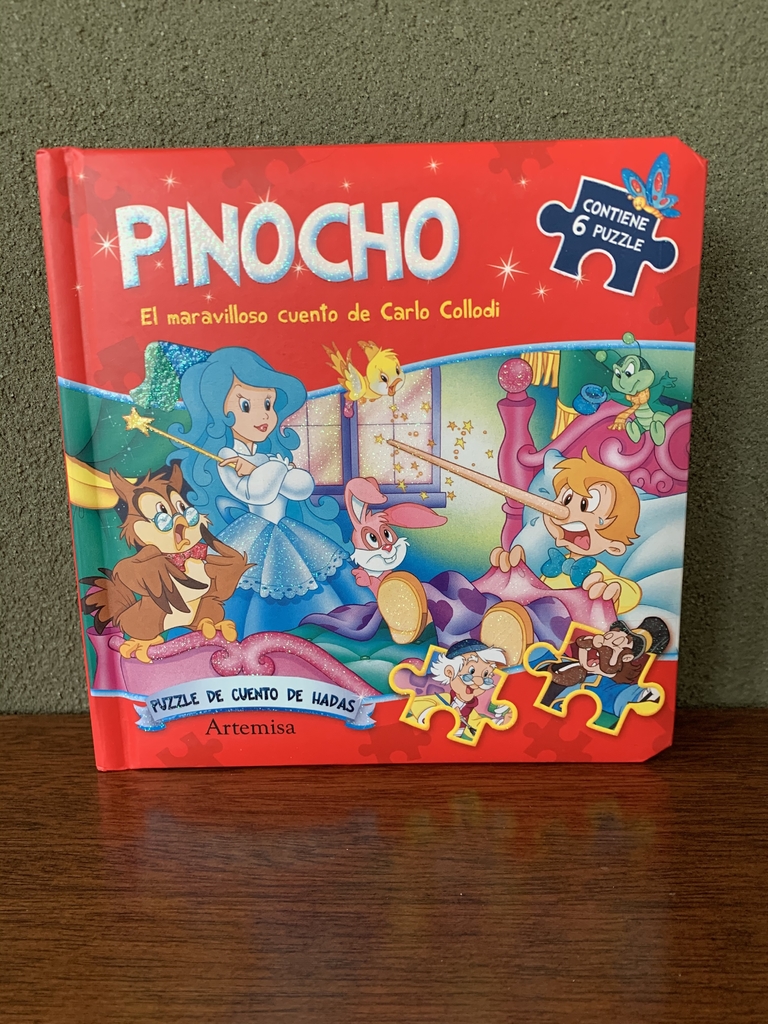 PINOCHO
El maravilloso cuento de Carlo Collodi
CONTIENE
6 PUZZLE
PUZZLE DE CUENTO DE HADAS
Artemisa